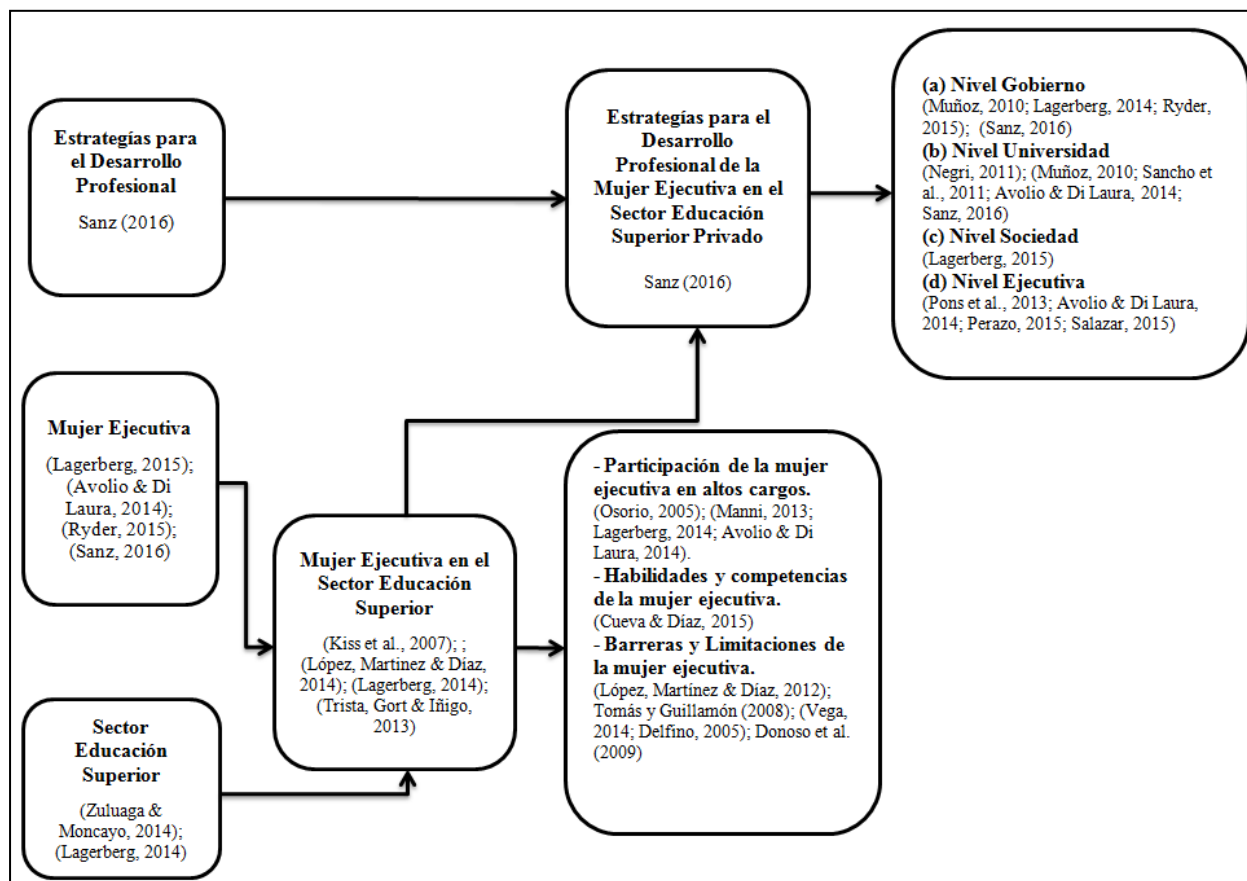 Estrategías para
el Desarrollo
Profesional
Sanz (2016)
Estrategías para el
Desarrollo
Profesional de la
Mujer Ejecutiva en el
Sector Educación
Superior Privado
Sanz (2016)
(a) Nivel Gobierno
(Muñoz, 2010; Lagerberg, 2014; Ryder,
2015); (Sanz, 2016)
(b) Nivel Universidad
(Negri, 2011); (Muñoz, 2010; Sancho et
al., 2011; Avolio & Di Laura, 2014;
Sanz, 2016)
(c) Nivel Sociedad
(Lagerberg, 2015)
(d) Nivel Ejecutiva
(Pons et al., 2013; Avolio & Di Laura,
2014; Perazo, 2015; Salazar, 2015)
Mujer Ejecutiva
(Lagerberg, 2015);
(Avolio & Di
Laura, 2014);
(Ryder, 2015);
(Sanz, 2016)
Mujer Ejecutiva en el
Sector Educación
Superior
(Kiss et al., 2007); ;
(López, Martinez & Díaz,
2014); (Lagerberg, 2014);
(Trista, Gort & Iñigo,
2013)
- Participación de la mujer
ejecutiva en altos cargos.
(Osorio, 2005); (Manni, 2013;
Lagerberg, 2014; Avolio & Di
Laura, 2014).
- Habilidades y competencias
de la mujer ejecutiva.
(Cueva & Díaz, 2015)
- Barreras y Limitaciones de
la mujer ejecutiva.
(López, Martínez & Díaz, 2012);
Tomás y Guillamón (2008); (Vega,
2014; Delfino, 2005); Donoso et al.
(2009)
Sector
Educación
Superior
(Zuluaga &
Moncayo, 2014);
(Lagerberg, 2014)